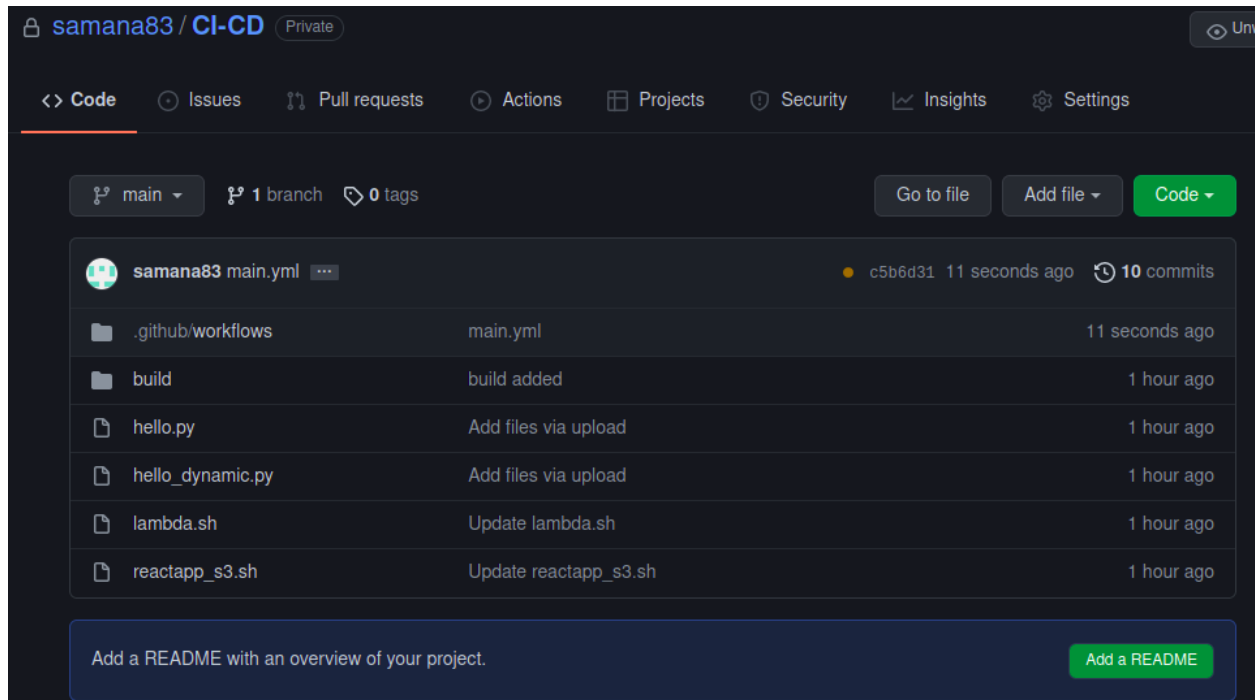 samana83 / CI-CD Private
Code Issues Pull requests Actions Projects Security Insights Settings
main 1 branch 0 tags Go to file Add file Code
samana83 main.yml ... c5b6d31 11 seconds ago 10 commits
.github/workflows main.yml 11 seconds ago
build build added 1 hour ago
hello.py Add files via upload 1 hour ago
hello_dynamic.py Add files via upload 1 hour ago
lambda.sh Update lambda.sh 1 hour ago
reactapp_s3.sh Update reactapp_s3.sh 1 hour ago
Add a README with an overview of your project. Add a README